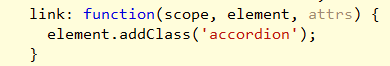 link: function(scope, element, attrs) {
  element.addClass('accordion');
}